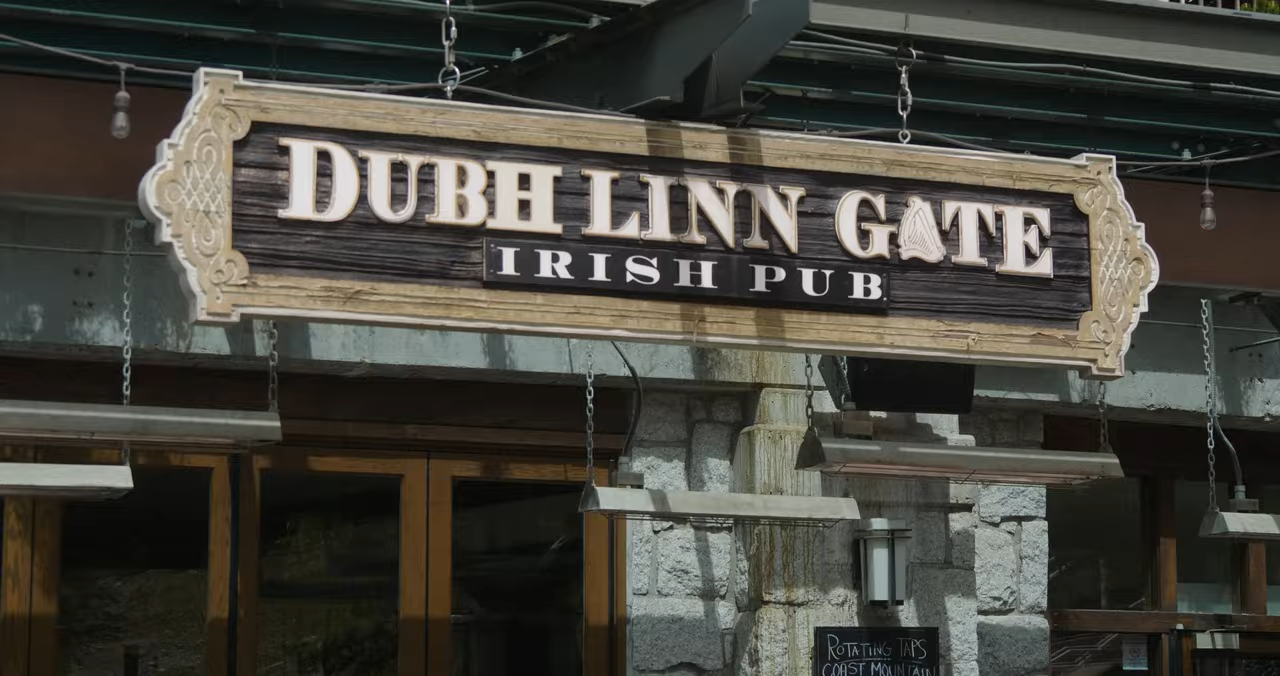 DUBH LINN GATE
IRISH PUB
ROTATING TAPS
COAST MOUNTAIN